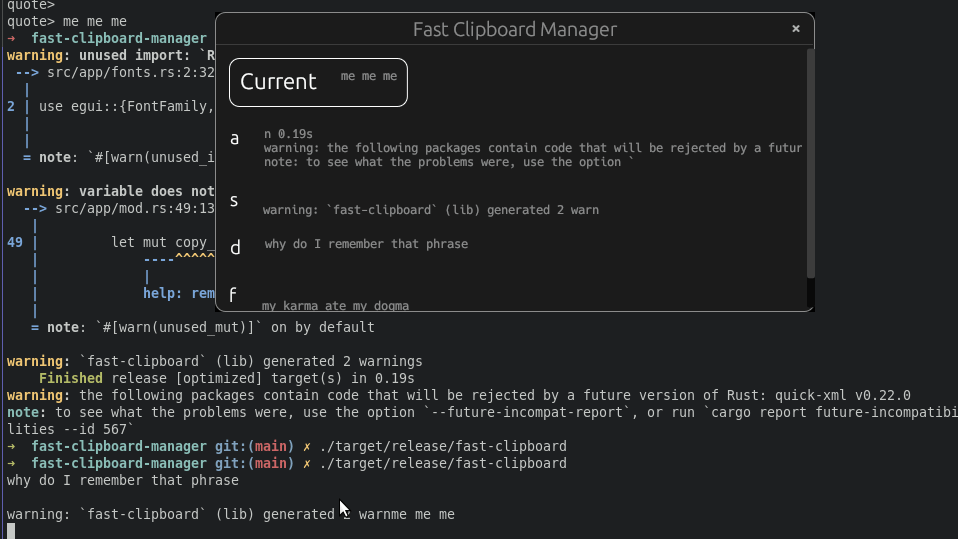 quote>
quote> me me me
→ fast-clipboard-manager
warning: unused import: `R
--> src/app/fonts.rs:2:32
|
2 | use egui::{FontFamily,
|
|
= note: `#[warn(unused_i
warning: variable does not
--> src/app/mod.rs:49:13
|
49 | let mut copy_
| ----^^^^^
| |
| help: rem
|
= note: `#[warn(unused_mut)]` on by default
warning: `fast-clipboard` (lib) generated 2 warnings
Finished release [optimized] target(s) in 0.19s
warning: the following packages contain code that will be rejected by a future version of Rust: quick-xml v0.22.0
note: to see what the problems were, use the option `--future-incompat-report`, or run `cargo report future-incompatibi
lities --id 567`
→ fast-clipboard-manager git:(main) ✗ ./target/release/fast-clipboard
→ fast-clipboard-manager git:(main) ✗ ./target/release/fast-clipboard
why do I remember that phrase
warning: `fast-clipboard` (lib) generated 2 warnme me me
Fast Clipboard Manager
×
Current me me me
a n 0.19s
warning: the following packages contain code that will be rejected by a futur
note: to see what the problems were, use the option `
s warning: `fast-clipboard` (lib) generated 2 warn
d why do I remember that phrase
f my karma ate my dogma